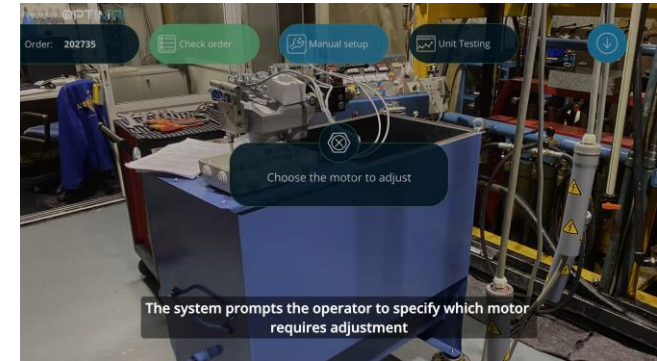 OPTIMA
Order: 202735
Check order
Manual setup
Unit Testing
Choose the motor to adjust
The system prompts the operator to specify which motor
requires adjustment